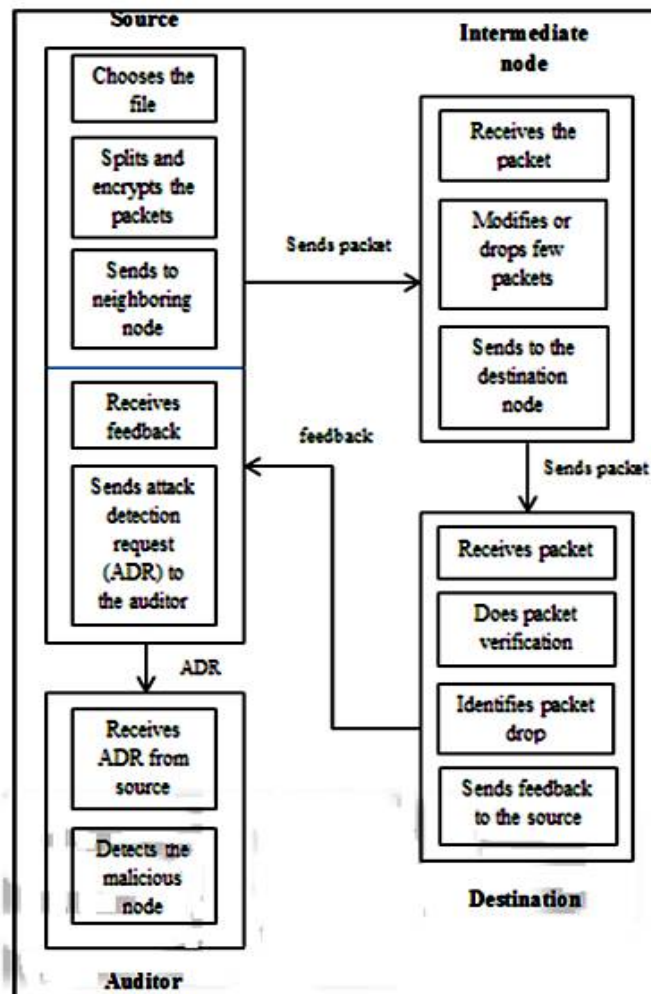 Source
Chooses the
file
Splits and
encrypts the
packets
Sends to
neighboring
node
Receives
feedback
Sends attack
detection
request
(ADR) to
the auditor
Sends packet
Intermediate
node
Receives the
packet
Modifies or
drops few
packets
Sends to the
destination
node
Sends packet
Receives packet
Does packet
verification
Identifies packet
drop
Sends feedback
to the source
Destination
feedback
ADR
Receives
ADR from
source
Detects the
malicious
node
Auditor